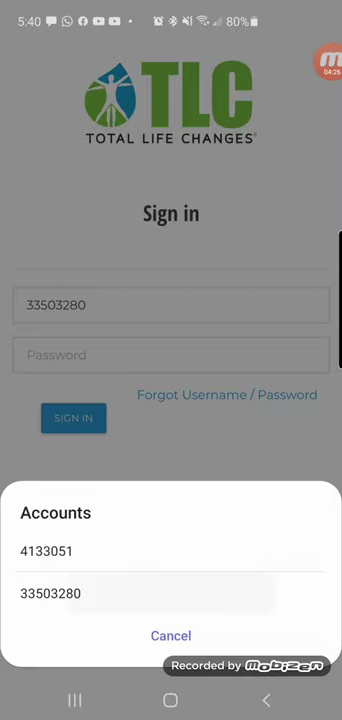 5:40
80%
04:26
TLC
TOTAL LIFE CHANGES®
Sign in
33503280
Password
Forgot Username / Password
SIGN IN
Accounts
4133051
33503280
Cancel
Recorded by mobizen